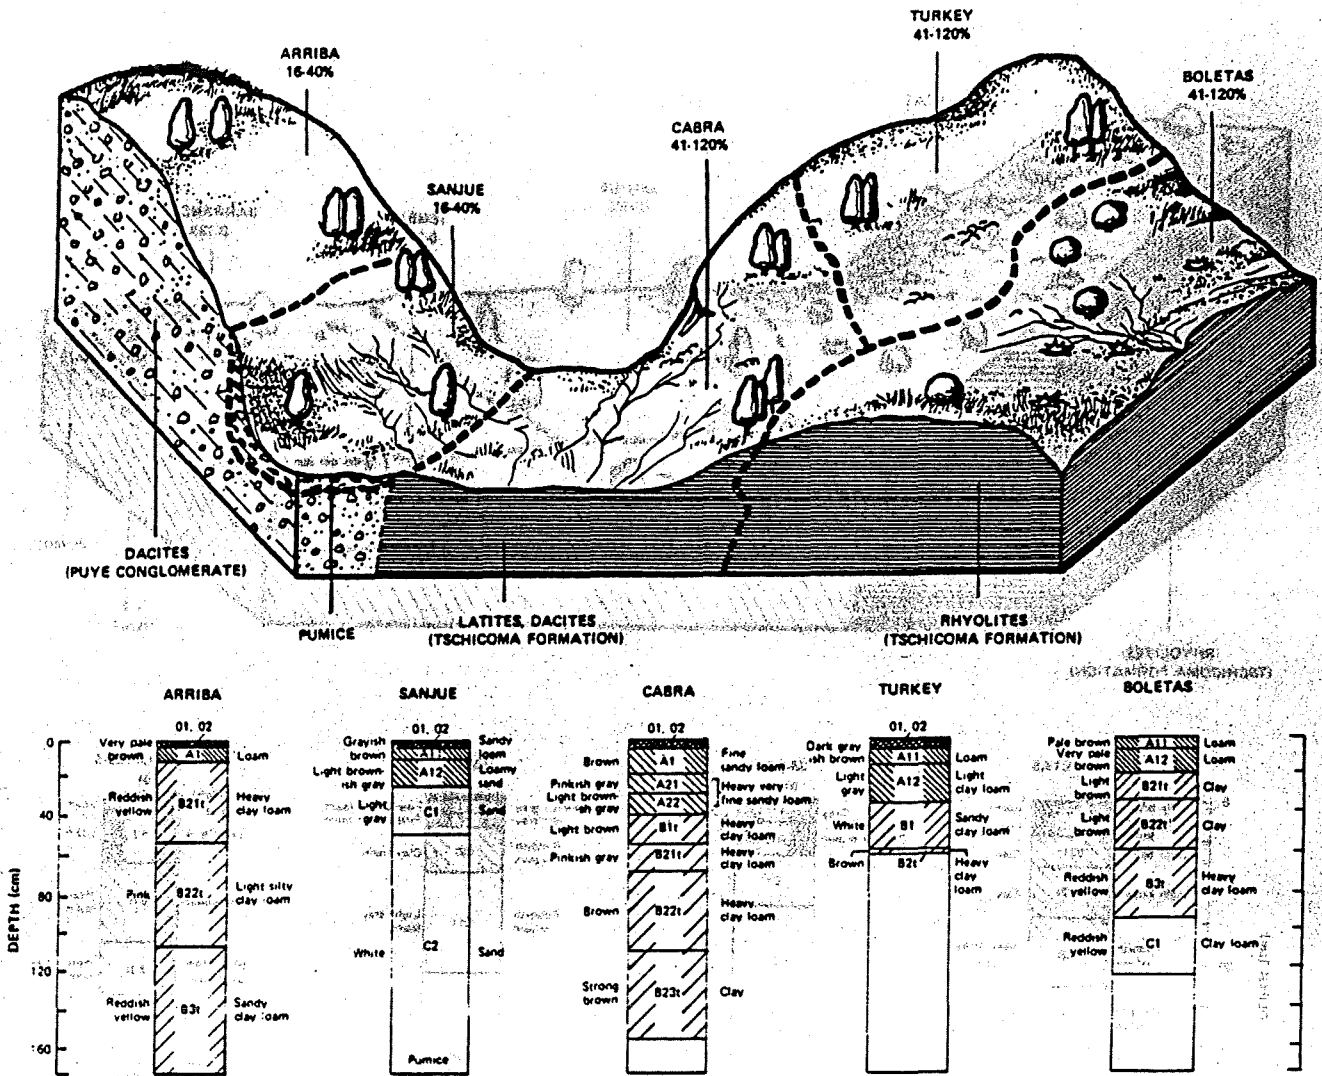 TURKEY
41-120%
ARRIBA
16-40%
BOLETAS
41-120%
CABRA
41-120%
SANJUE
16-40%
DACITES
(PUYE CONGLOMERATE)
PUMICE
LATITES, DACITES
(TSCHICOMA FORMATION)
RHYOLITES
(TSCHICOMA FORMATION)
DEPTH (cm)
0
40
80
120
160
ARRIBA
01, 02
Very pale
brown
A1
Loam
Reddish
yellow
B21t
Heavy
clay loam
Pink
B22t
Light silty
clay loam
Reddish
yellow
B3t
Sandy
clay loam
SANJUE
01, 02
Grayish
brown
A11
Sandy
loam
Light brown-
ish gray
A12
Loamy
sand
Light
gray
C1
Sand
White
C2
Sand
Pumice
CABRA
01, 02
Brown
A1
Fine
sandy loam
Pinkish gray
A21
Heavy very
fine sandy loam
Light brown-
ish gray
A22
Light brown
B1t
Heavy
clay loam
Pinkish gray
B21t
Heavy
clay loam
Brown
B22t
Heavy
clay loam
Strong
brown
B23t
Clay
TURKEY
01, 02
Dark gray
ish brown
A11
Loam
Light
gray
A12
Light
clay loam
White
B1
Sandy
clay loam
Brown
B2t
Heavy
clay
loam
BOLETAS
Pale brown
A11
Loam
Very pale
brown
A12
Loam
Light
brown
B21t
Clay
Light
brown
B22t
Clay
Reddish
yellow
B3t
Heavy
clay loam
Reddish
yellow
C1
Clay loam